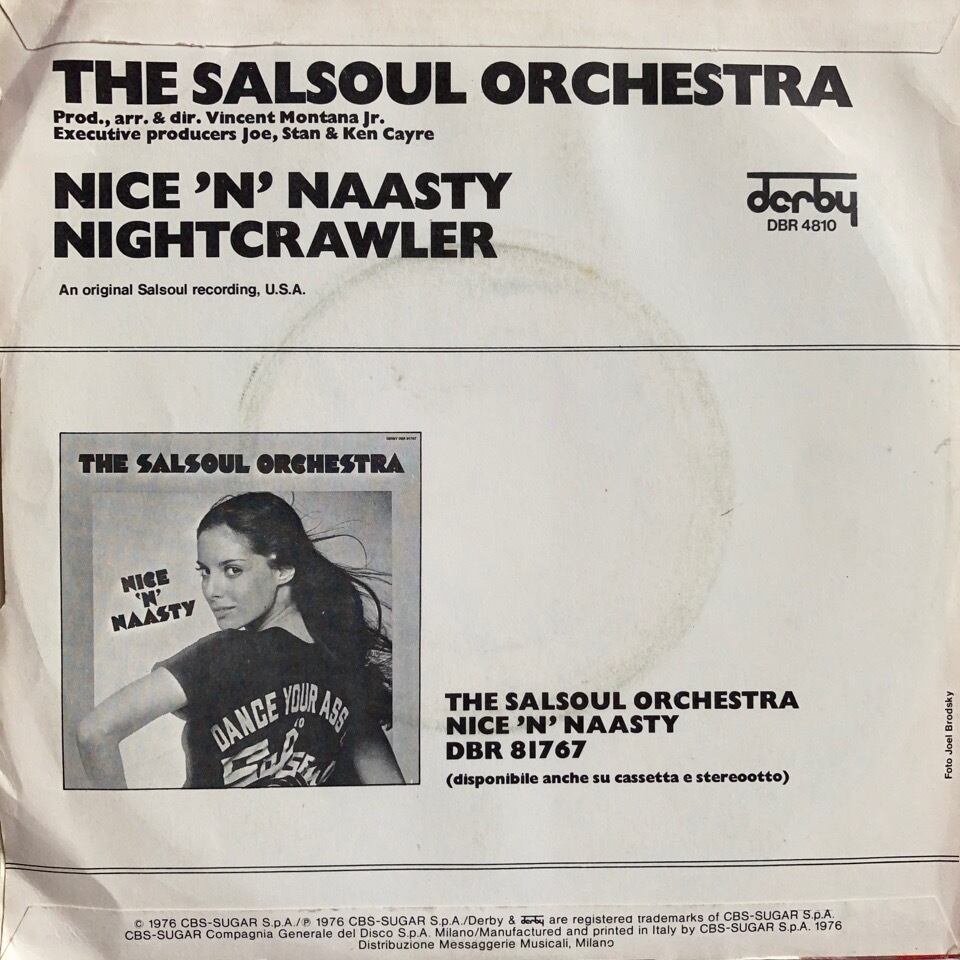 THE SALSOUL ORCHESTRA
Prod., arr. & dir. Vincent Montana Jr.
Executive producers Joe, Stan & Ken Cayre
NICE 'N' NAASTY
NIGHTCRAWLER
derby
DBR 4810
An original Salsoul recording, U.S.A.
THE SALSOUL ORCHESTRA
NICE
'N'
NAASTY
DANCE YOUR ASS
THE SALSOUL ORCHESTRA
NICE 'N' NAASTY
DBR 81767
(disponibile anche su cassetta e stereootto)
Foto Joel Brodsky
© 1976 CBS-SUGAR S.p.A./℗ 1976 CBS-SUGAR S.p.A./Derby & derby are registered trademarks of CBS-SUGAR S.p.A.
CBS-SUGAR Compagnia Generale del Disco S.p.A. Milano/Manufactured and printed in Italy by CBS-SUGAR S.p.A. 1976
Distribuzione Messaggerie Musicali, Milano